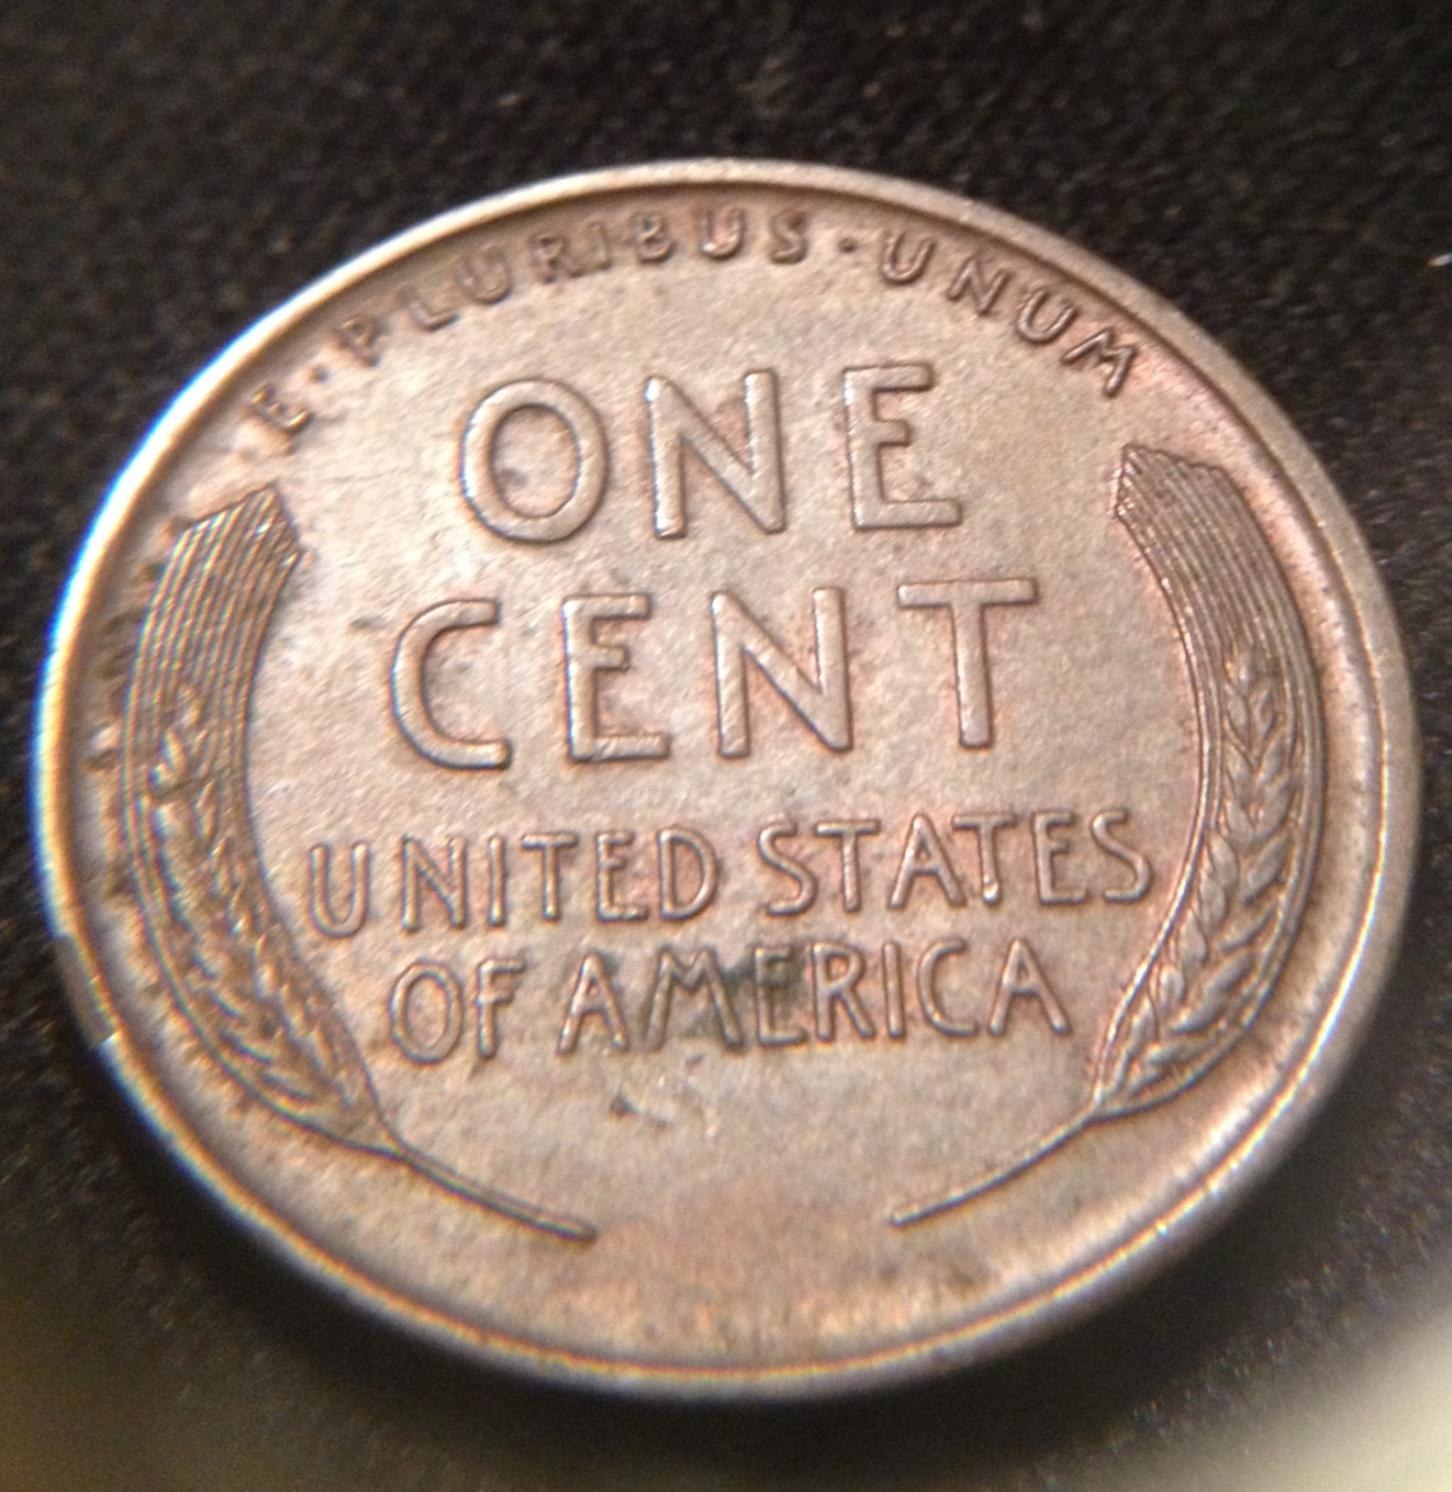 E·PLURIBUS·UNUM
ONE
CENT
UNITED STATES
OF AMERICA